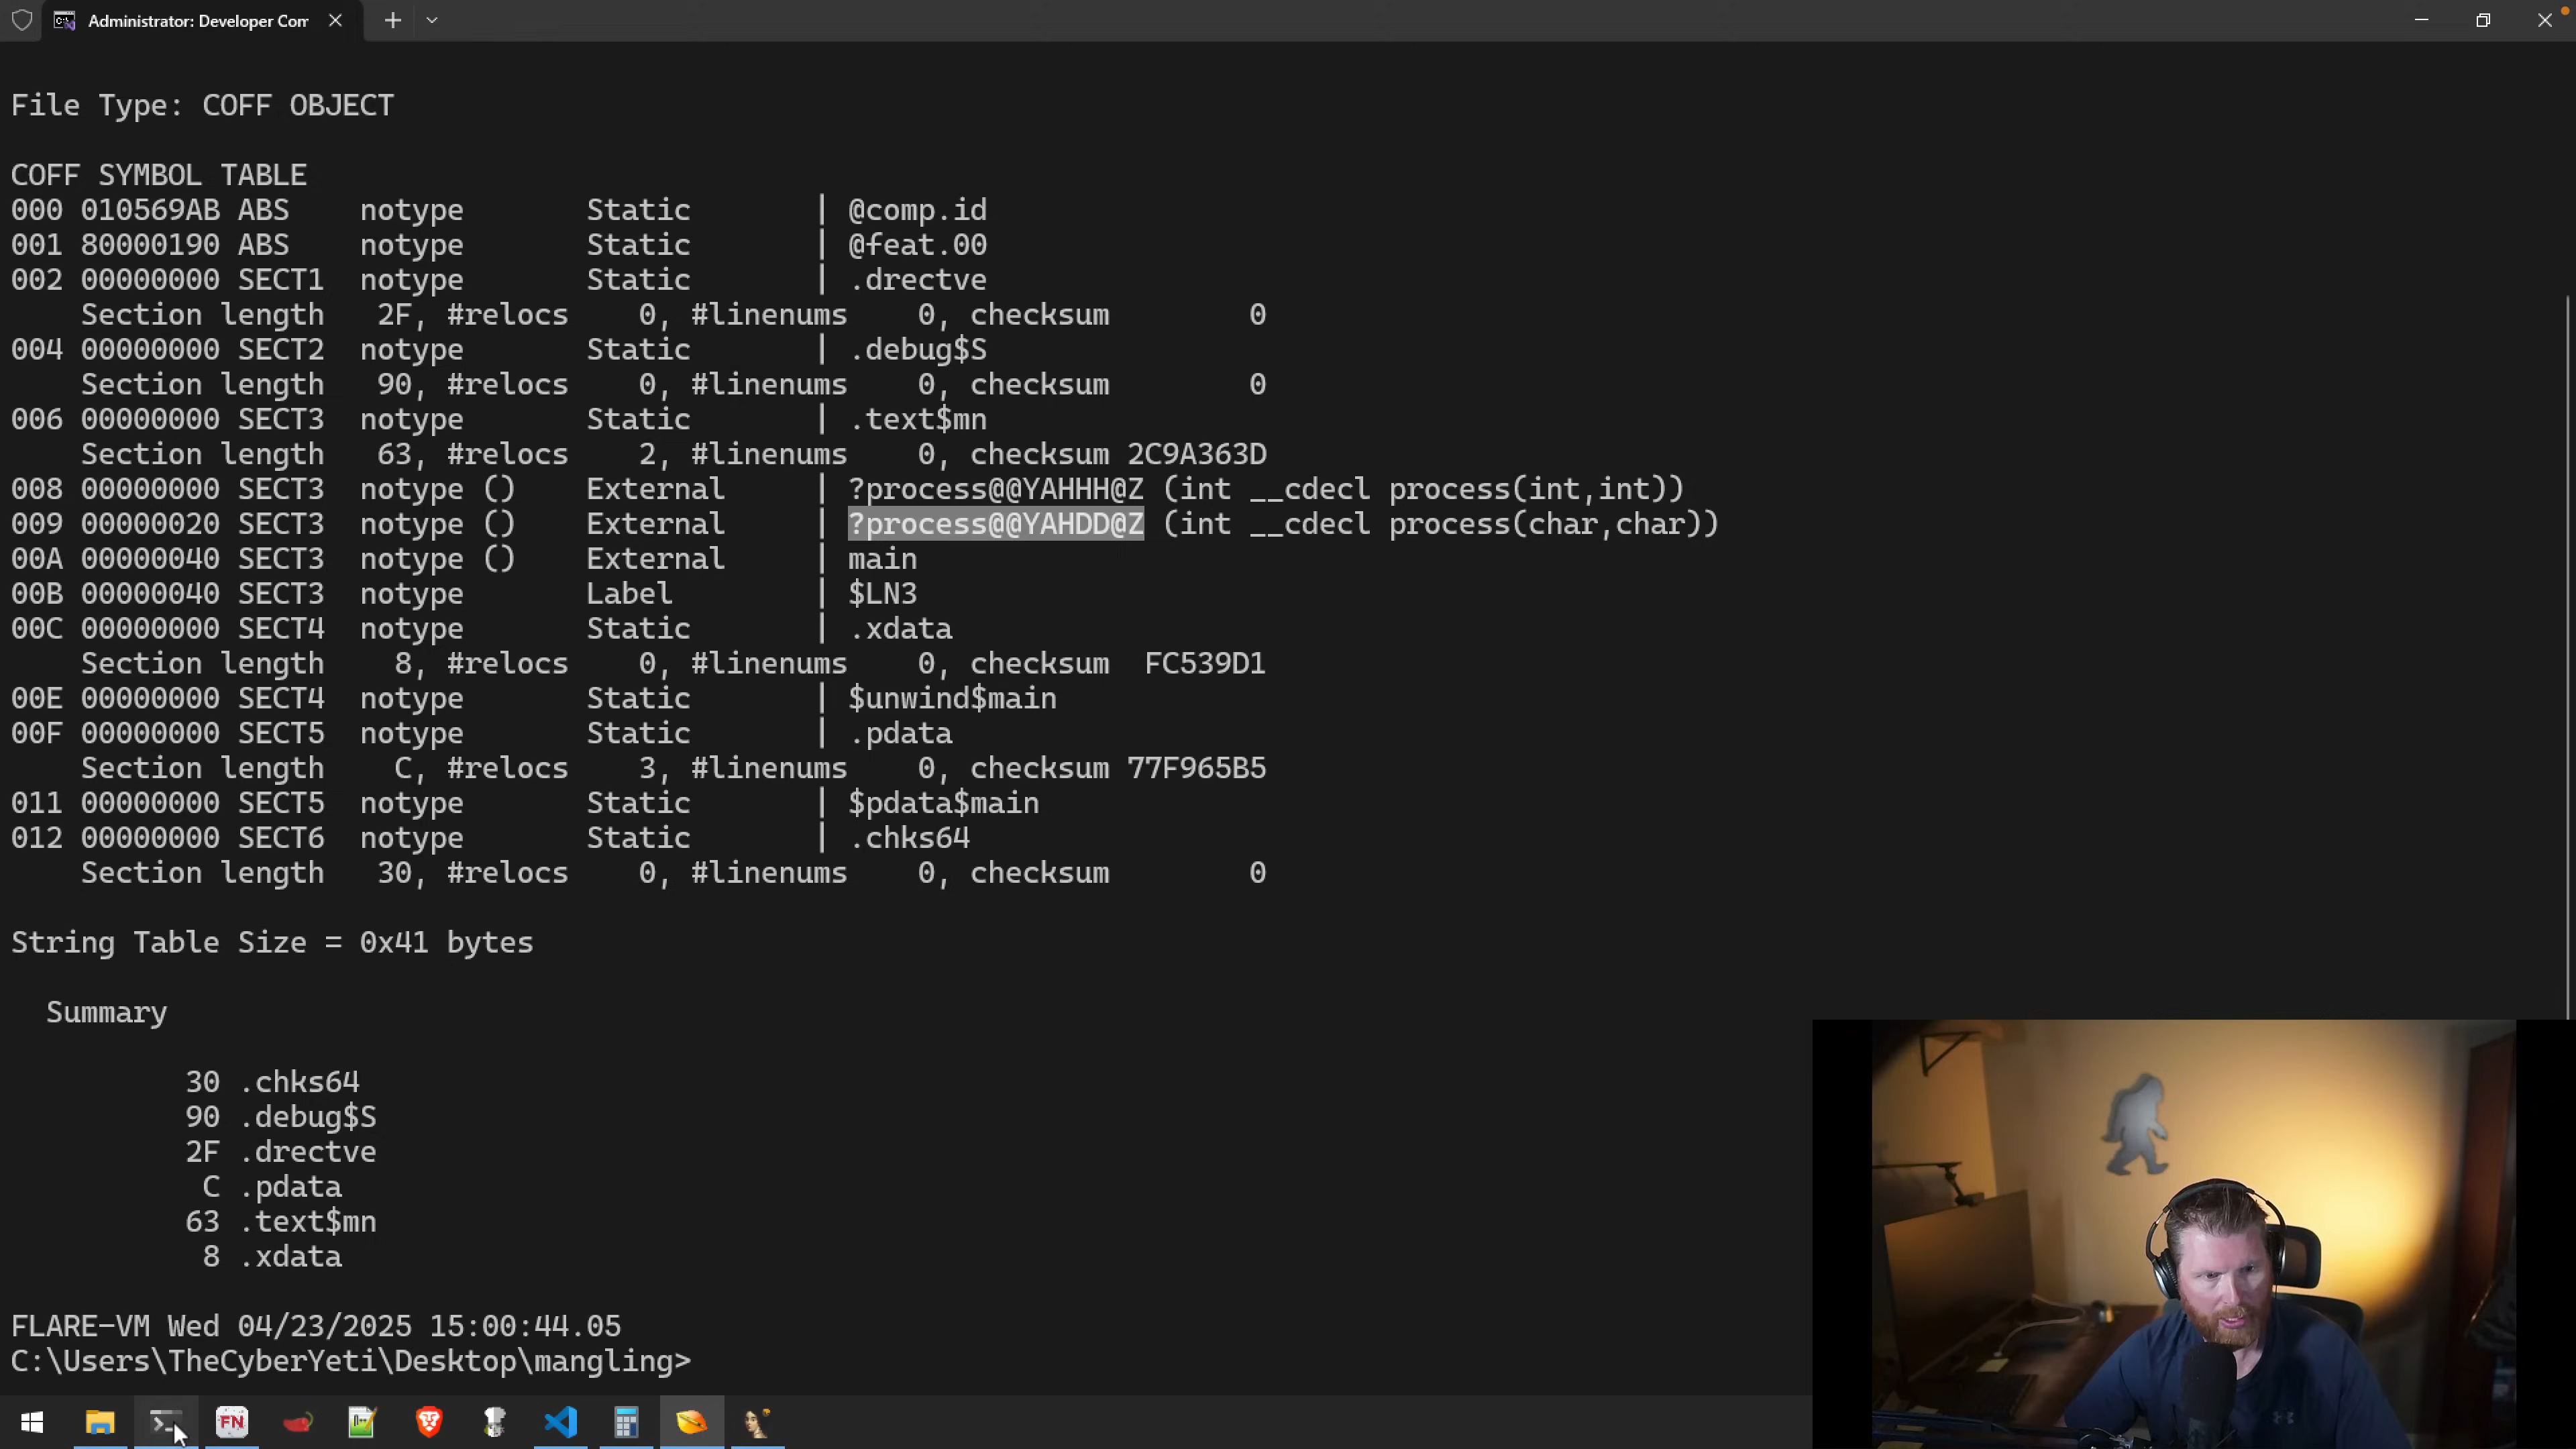 Administrator: Developer Com
File Type: COFF OBJECT
COFF SYMBOL TABLE
000 010569AB ABS    notype       Static       | @comp.id
001 80000190 ABS    notype       Static       | @feat.00
002 00000000 SECT1  notype       Static       | .drectve
    Section length   2F, #relocs    0, #linenums    0, checksum        0
004 00000000 SECT2  notype       Static       | .debug$S
    Section length   90, #relocs    0, #linenums    0, checksum        0
006 00000000 SECT3  notype       Static       | .text$mn
    Section length   63, #relocs    2, #linenums    0, checksum 2C9A363D
008 00000000 SECT3  notype ()    External     | ?process@@YAHHH@Z (int __cdecl process(int,int))
009 00000020 SECT3  notype ()    External     | ?process@@YAHDD@Z (int __cdecl process(char,char))
00A 00000040 SECT3  notype ()    External     | main
00B 00000040 SECT3  notype       Label        | $LN3
00C 00000000 SECT4  notype       Static       | .xdata
    Section length    8, #relocs    0, #linenums    0, checksum  FC539D1
00E 00000000 SECT4  notype       Static       | $unwind$main
00F 00000000 SECT5  notype       Static       | .pdata
    Section length    C, #relocs    3, #linenums    0, checksum 77F965B5
011 00000000 SECT5  notype       Static       | $pdata$main
012 00000000 SECT6  notype       Static       | .chks64
    Section length   30, #relocs    0, #linenums    0, checksum        0
String Table Size = 0x41 bytes
  Summary
          30 .chks64
          90 .debug$S
          2F .drectve
           C .pdata
          63 .text$mn
           8 .xdata
FLARE-VM Wed 04/23/2025 15:00:44.05
C:\Users\TheCyberYeti\Desktop\mangling>
FN